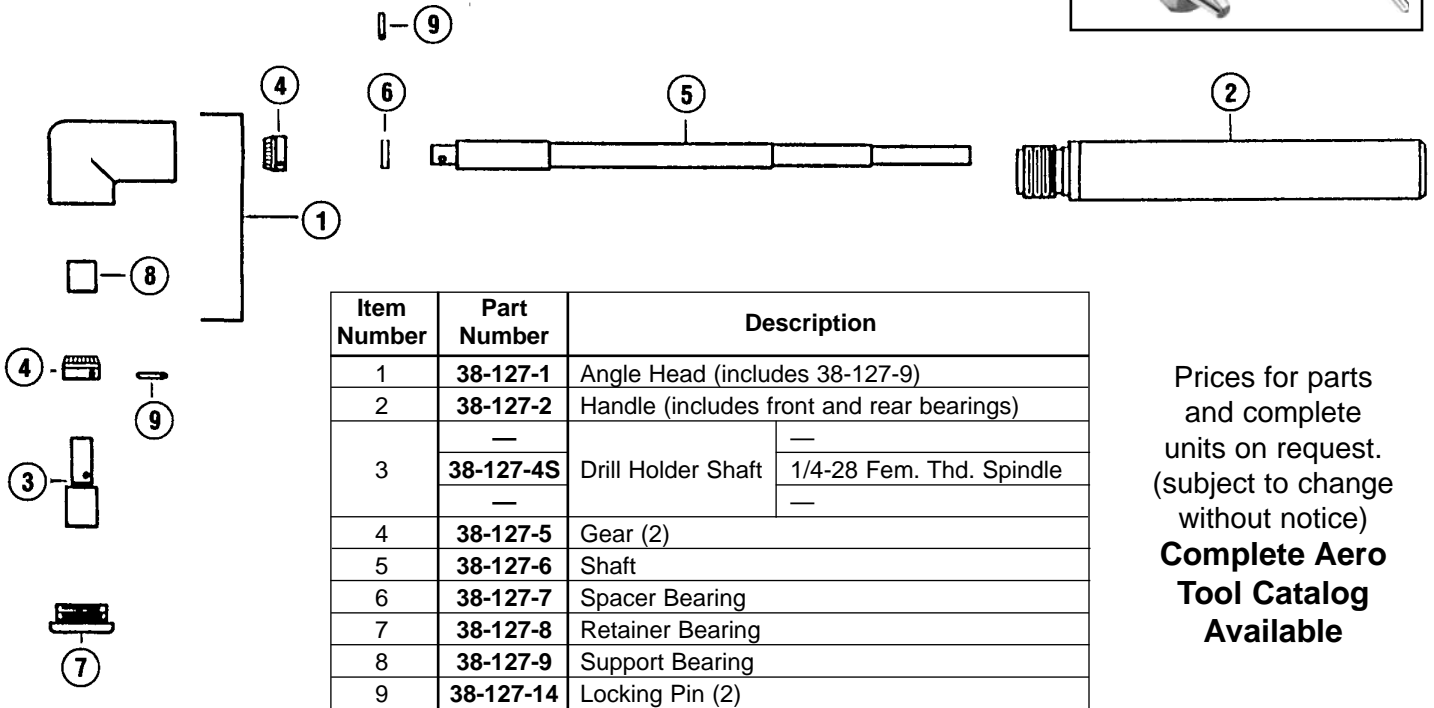 9
4
6
5
2
1
8
4
9
3
7
Item Number Part Number Description
1 38-127-1 Angle Head (includes 38-127-9)
2 38-127-2 Handle (includes front and rear bearings)
— —
3 38-127-4S Drill Holder Shaft 1/4-28 Fem. Thd. Spindle
— —
4 38-127-5 Gear (2)
5 38-127-6 Shaft
6 38-127-7 Spacer Bearing
7 38-127-8 Retainer Bearing
8 38-127-9 Support Bearing
9 38-127-14 Locking Pin (2)
Prices for parts
and complete
units on request.
(subject to change
without notice)
Complete Aero
Tool Catalog
Available